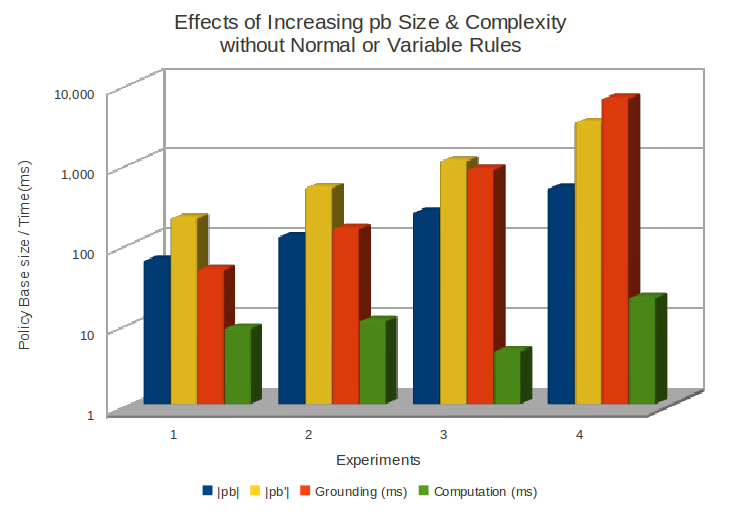 Effects of Increasing pb Size & Complexity
without Normal or Variable Rules
10,000
1,000
100
10
1
Policy Base size / Time(ms)
1 2 3 4
Experiments
|pb| |pb'| Grounding (ms) Computation (ms)